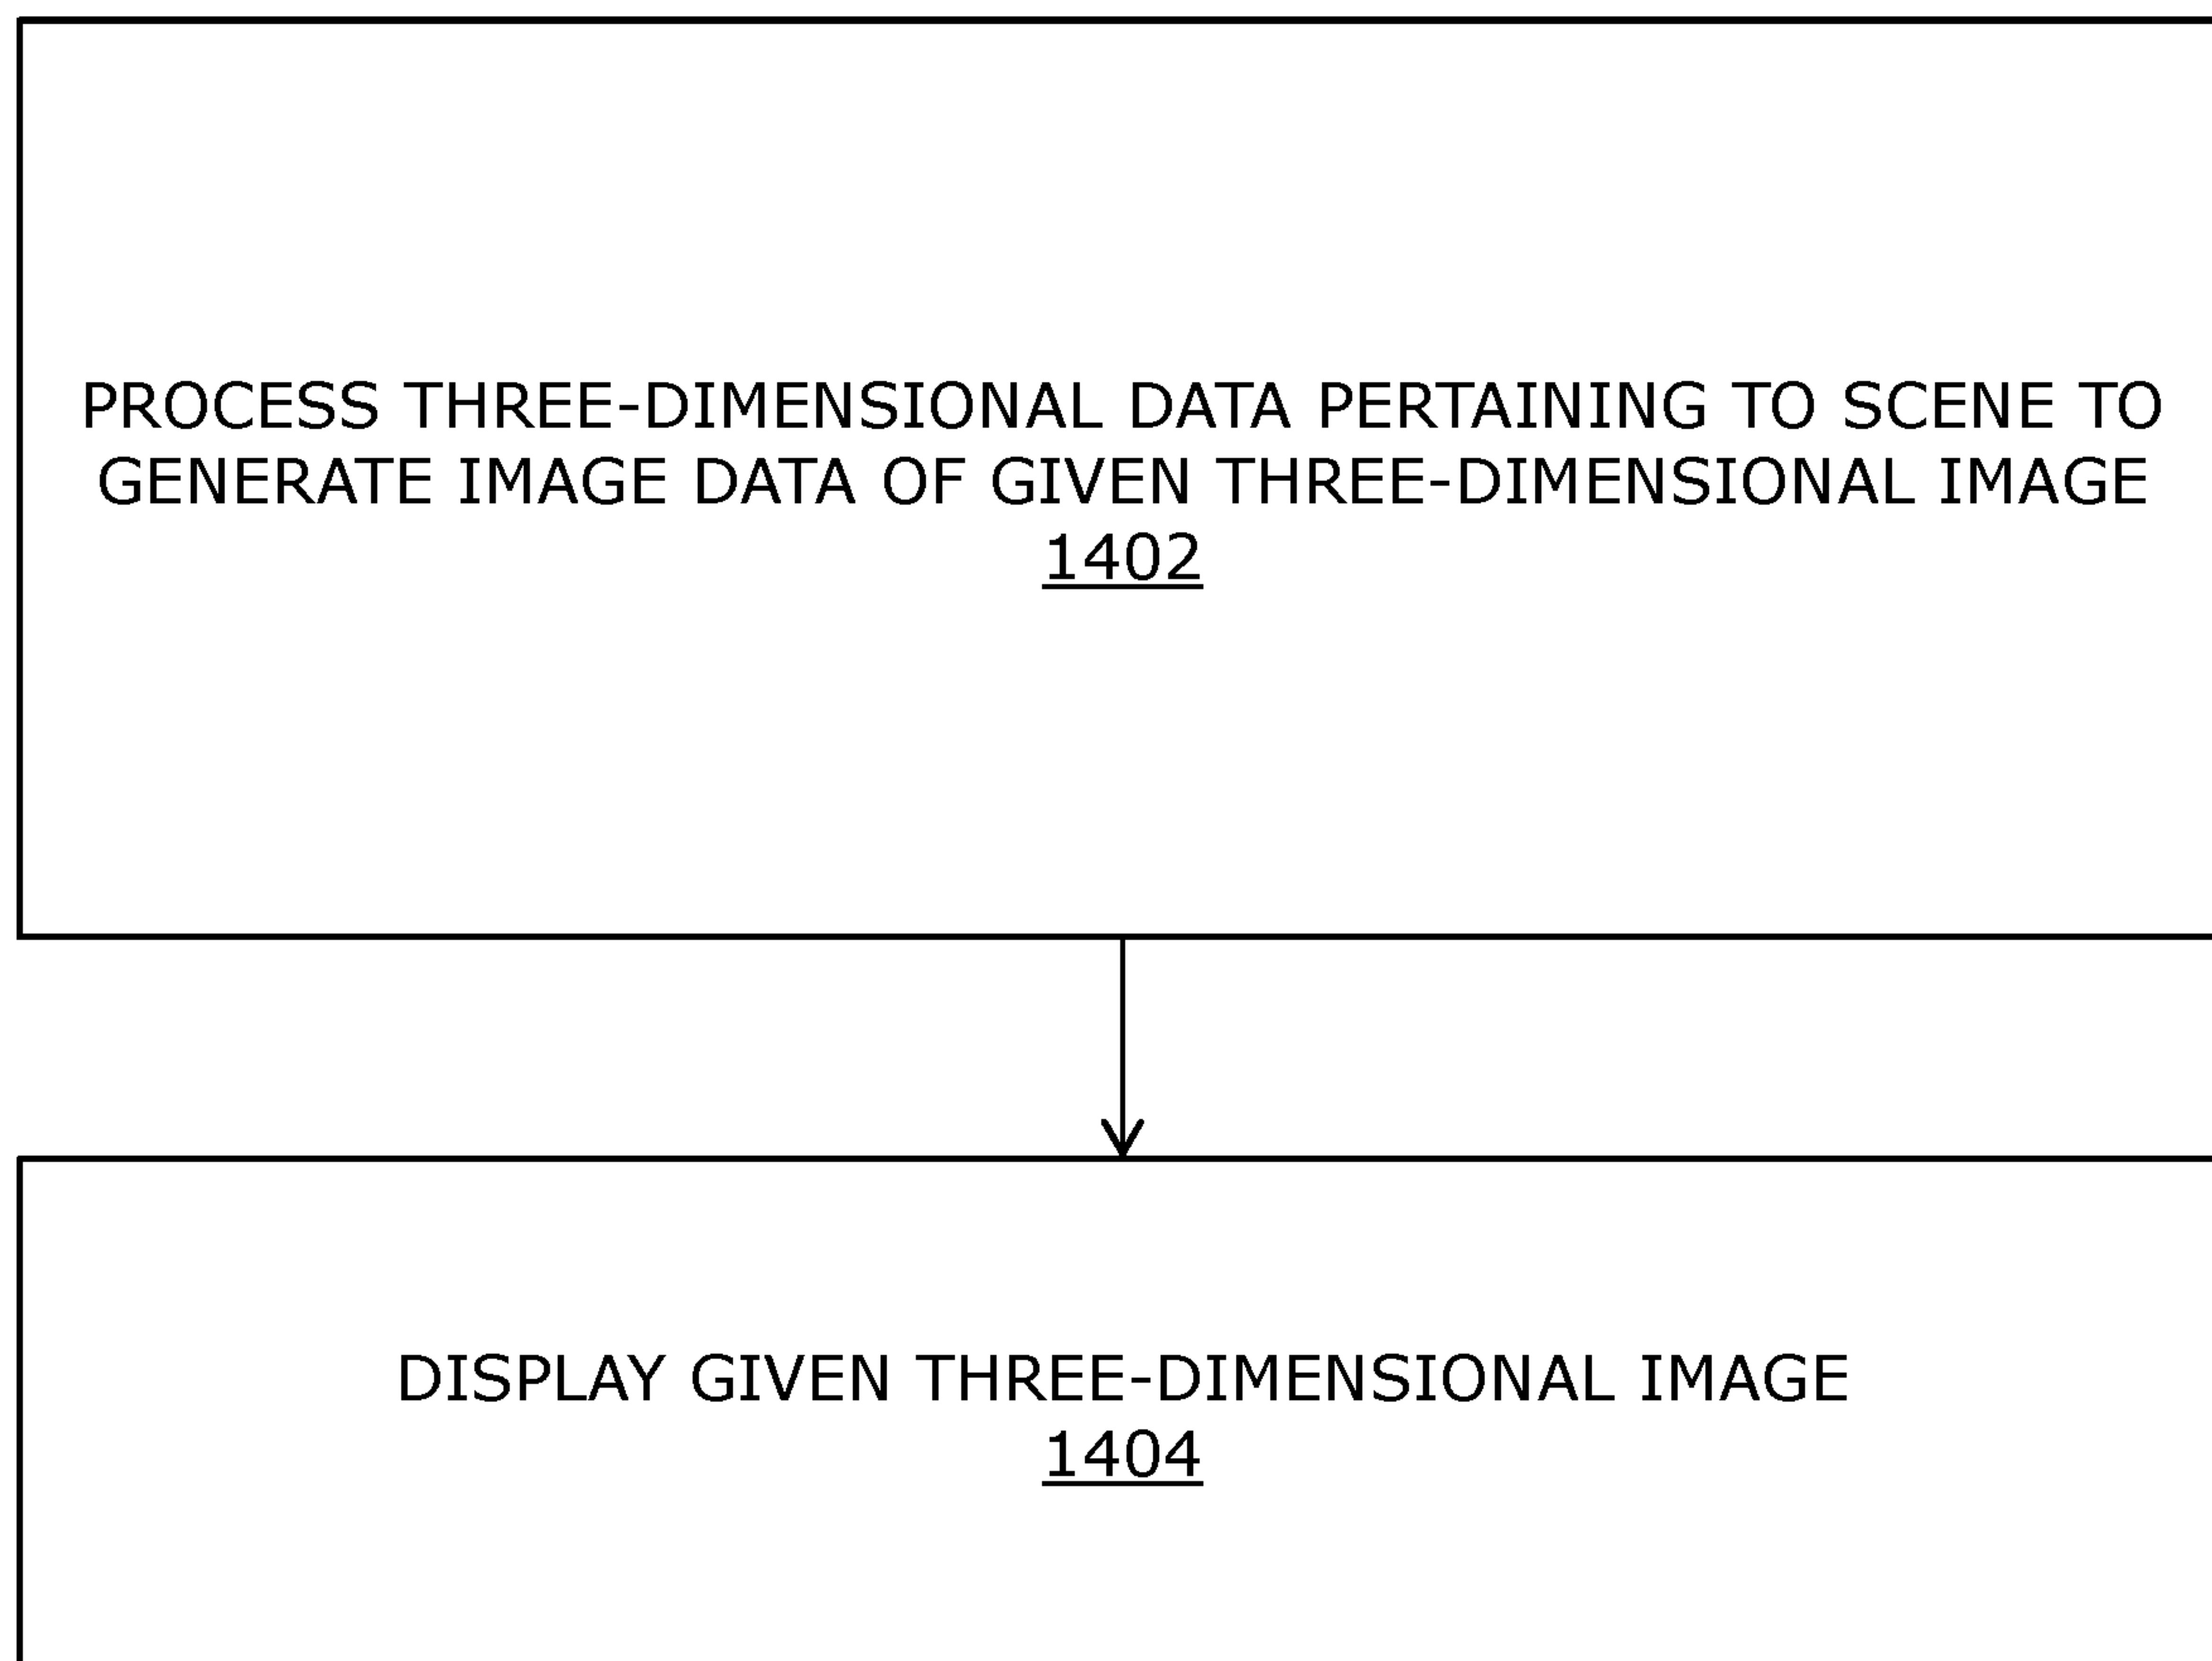 PROCESS THREE-DIMENSIONAL DATA PERTAINING TO SCENE TO
GENERATE IMAGE DATA OF GIVEN THREE-DIMENSIONAL IMAGE
1402
DISPLAY GIVEN THREE-DIMENSIONAL IMAGE
1404